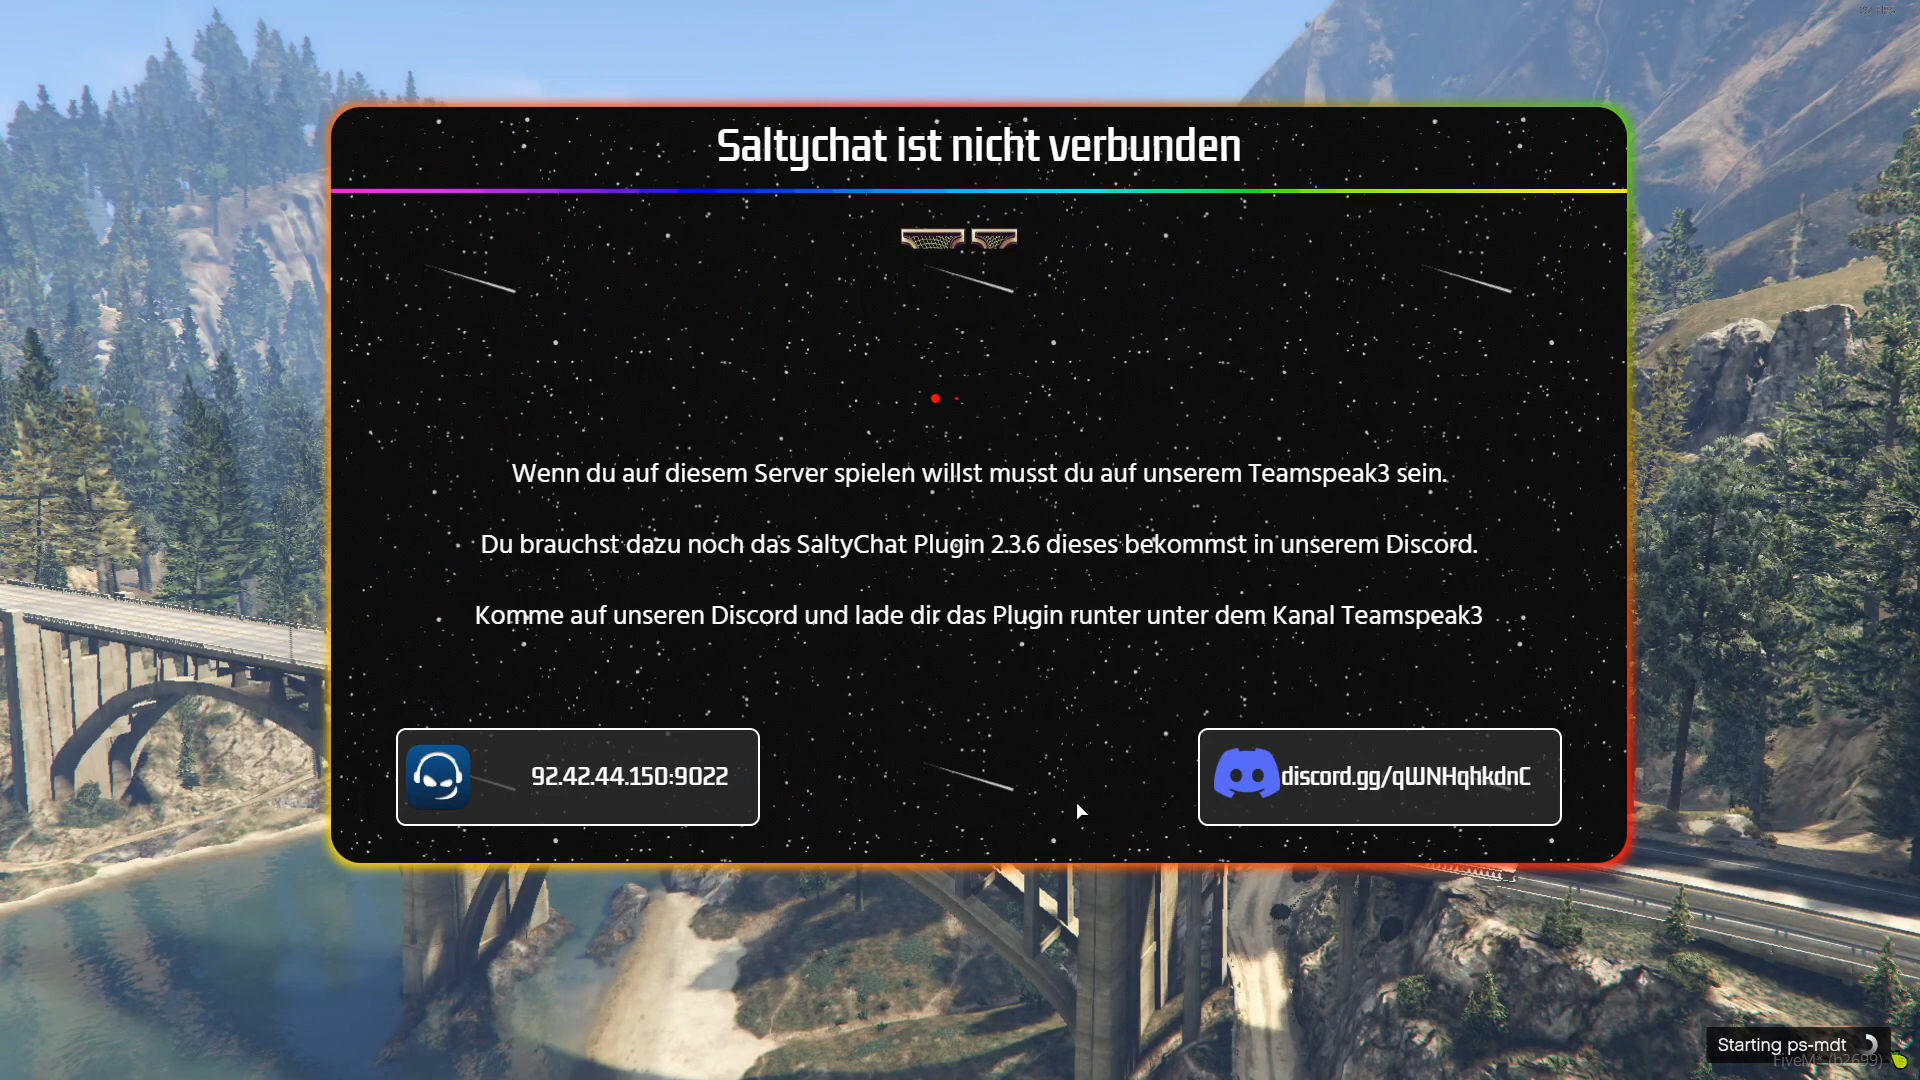 Saltychat ist nicht verbunden
Wenn du auf diesem Server spielen willst musst du auf unserem Teamspeak3 sein.
Du brauchst dazu noch das SaltyChat Plugin 2.3.6 dieses bekommst in unserem Discord.
Komme auf unseren Discord und lade dir das Plugin runter unter dem Kanal Teamspeak3
92.42.44.150:9022
discord.gg/qWNHqhkdnC
Starting ps-mdt
FiveM* (b2699)